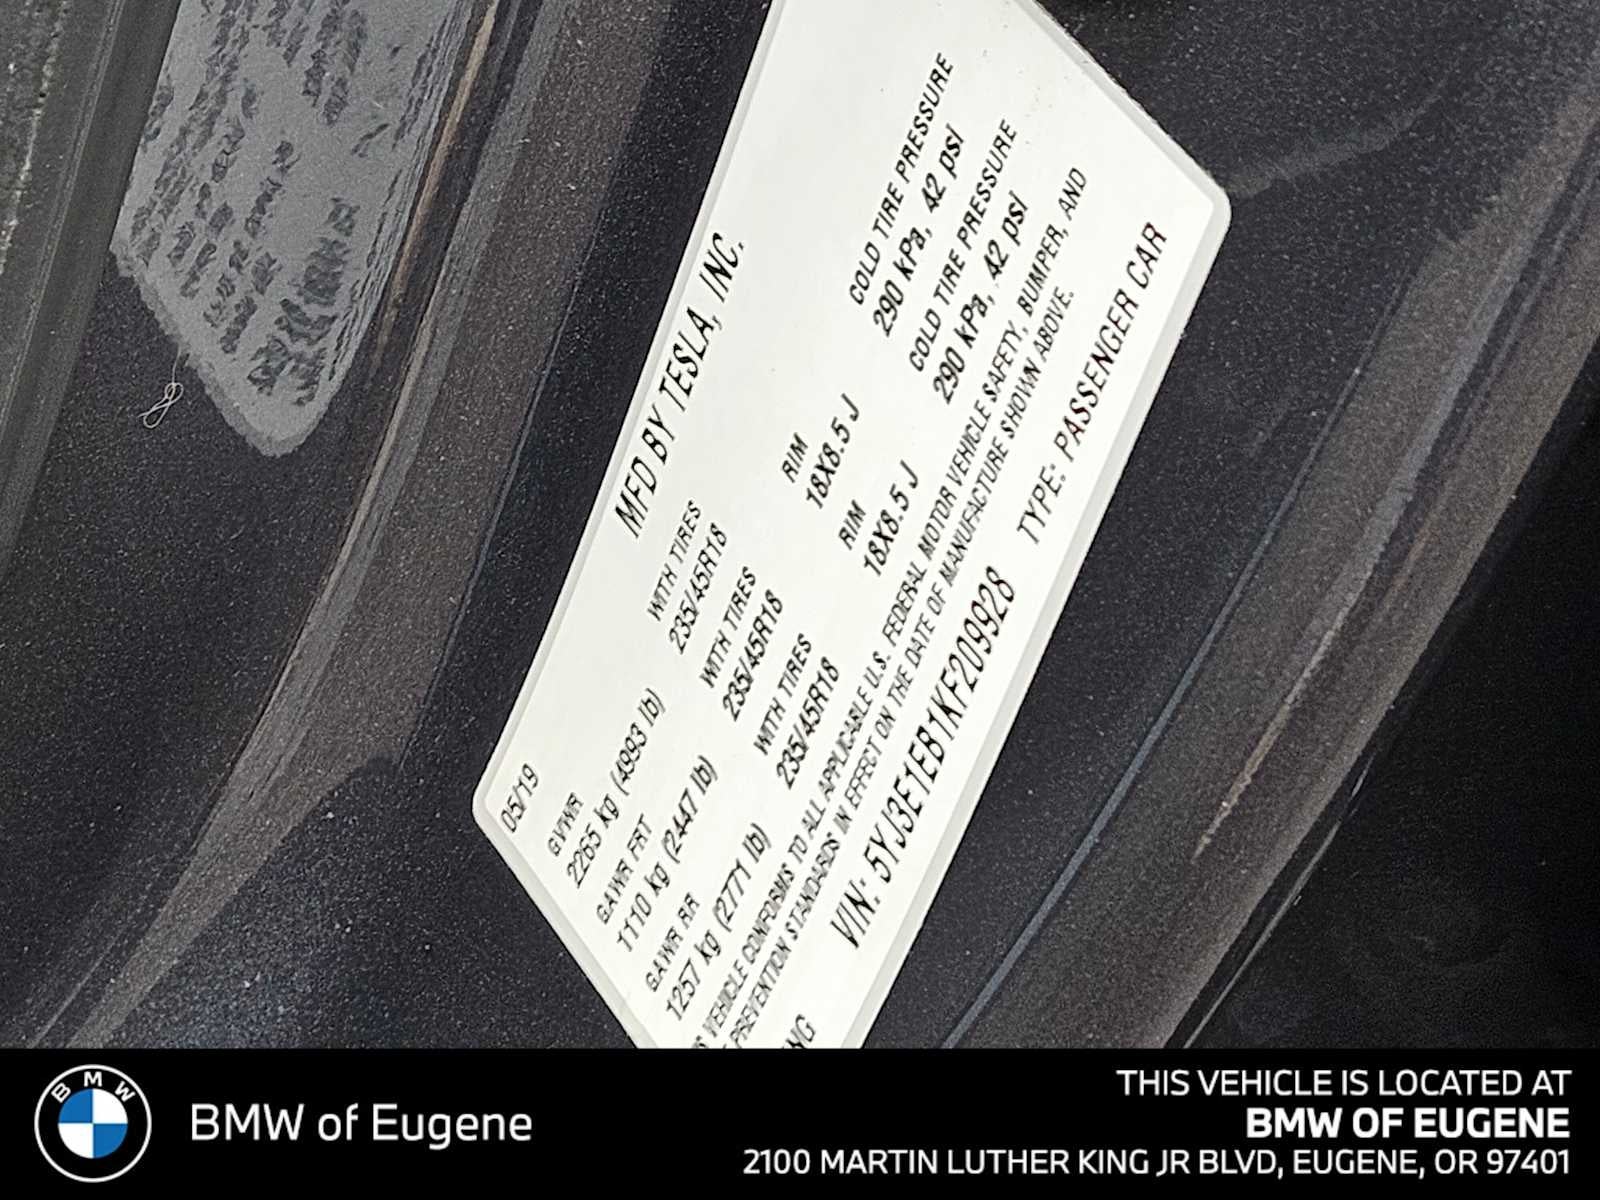 MFD BY TESLA, INC.
05/19
GVWR
2265 kg (4993 lb)
GAWR FRT
1110 kg (2447 lb)
GAWR RR
1257 kg (2771 lb)
WITH TIRES
235/45R18
WITH TIRES
235/45R18
WITH TIRES
235/45R18
RIM
18X8.5 J
RIM
18X8.5 J
COLD TIRE PRESSURE
290 kPa, 42 psi
COLD TIRE PRESSURE
290 kPa, 42 psi
VEHICLE CONFORMS TO ALL APPLICABLE U.S. FEDERAL MOTOR VEHICLE SAFETY, BUMPER, AND
PREVENTION STANDARDS IN EFFECT ON THE DATE OF MANUFACTURE SHOWN ABOVE.
VIN: 5YJ3E1EB1KF209928 TYPE: PASSENGER CAR
BMW
BMW of Eugene
THIS VEHICLE IS LOCATED AT
BMW OF EUGENE
2100 MARTIN LUTHER KING JR BLVD, EUGENE, OR 97401